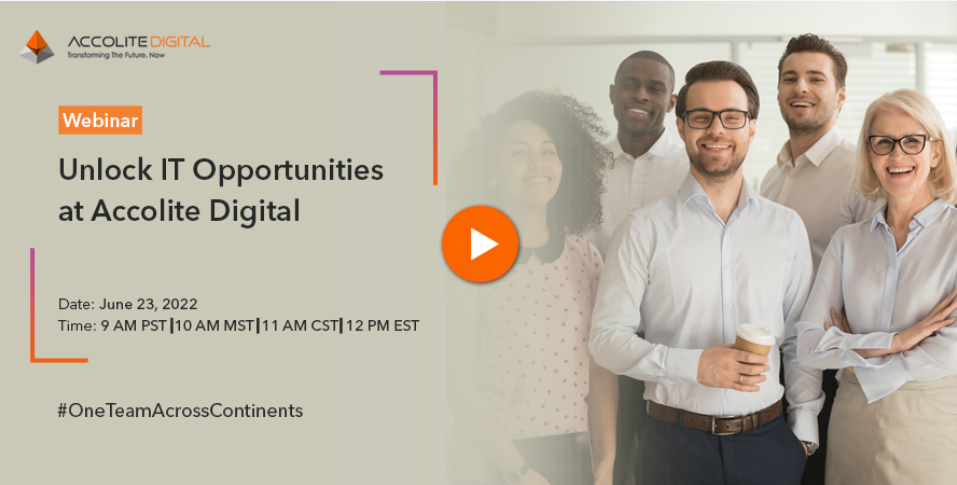 ACCOLITE DIGITAL
Transforming The Future, Now
Webinar
Unlock IT Opportunities
at Accolite Digital
Date: June 23, 2022
Time: 9 AM PST|10 AM MST|11 AM CST|12 PM EST
#OneTeamAcrossContinents